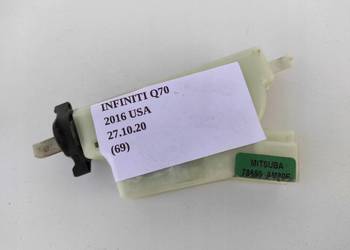 INFINITI Q70
2016 USA
27.10.20
(69)
MITSUBA